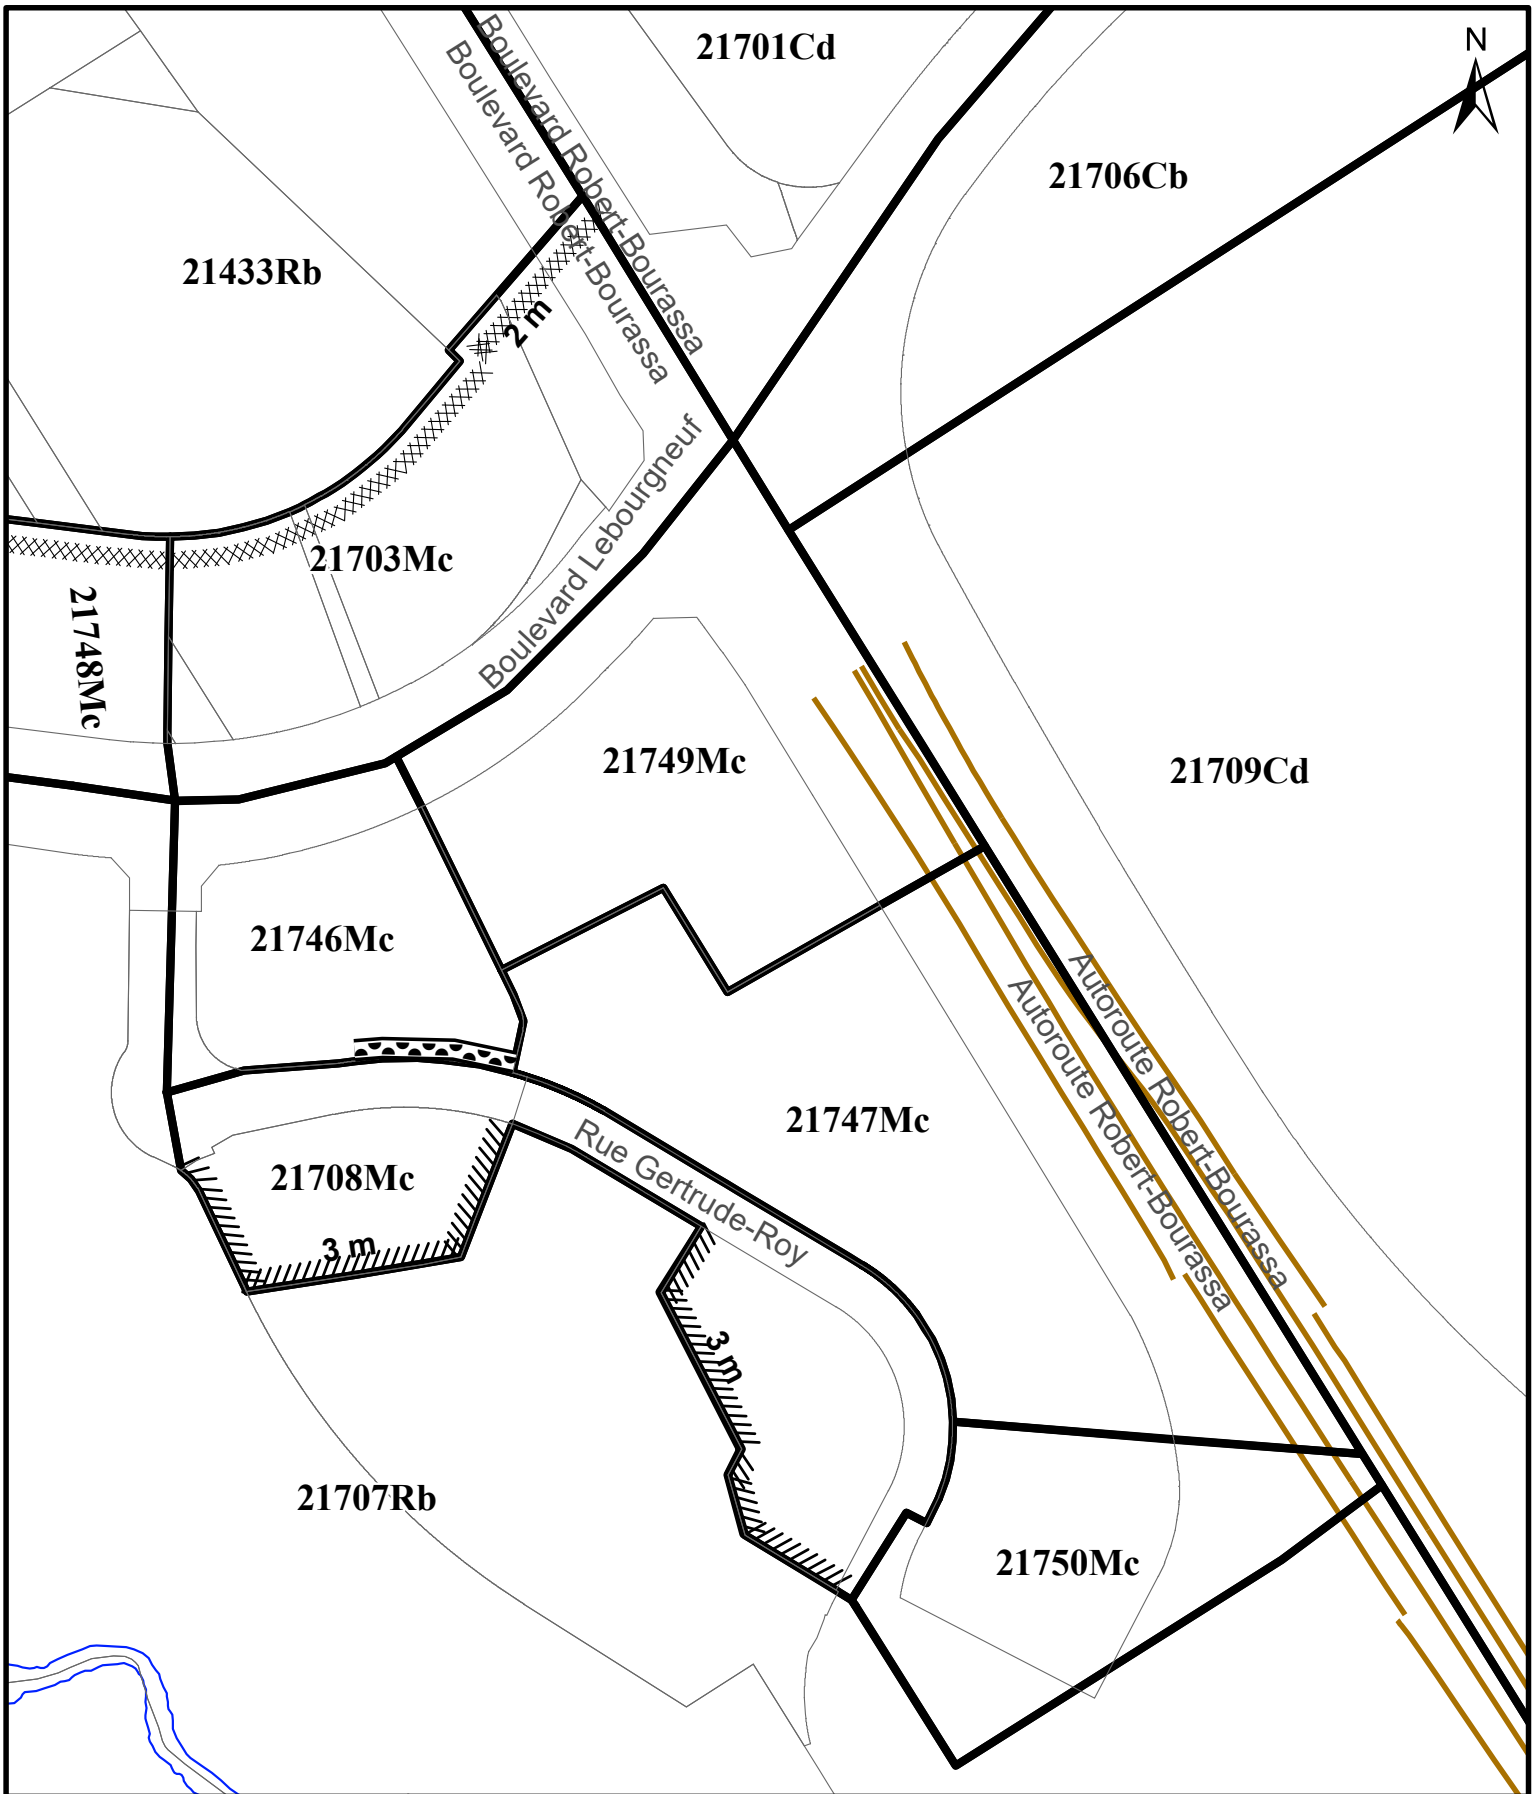 21701Cd
N
Boulevard Robert-Bourassa
Boulevard Robert-Bourassa
21706Cb
21433Rb
2 m
Boulevard Lebourgneuf
21703Mc
21748Mc
21749Mc
21709Cd
21746Mc
Autoroute Robert-Bourassa
Autoroute Robert-Bourassa
21747Mc
Rue Gertrude-Roy
21708Mc
3 m
3 m
21707Rb
21750Mc